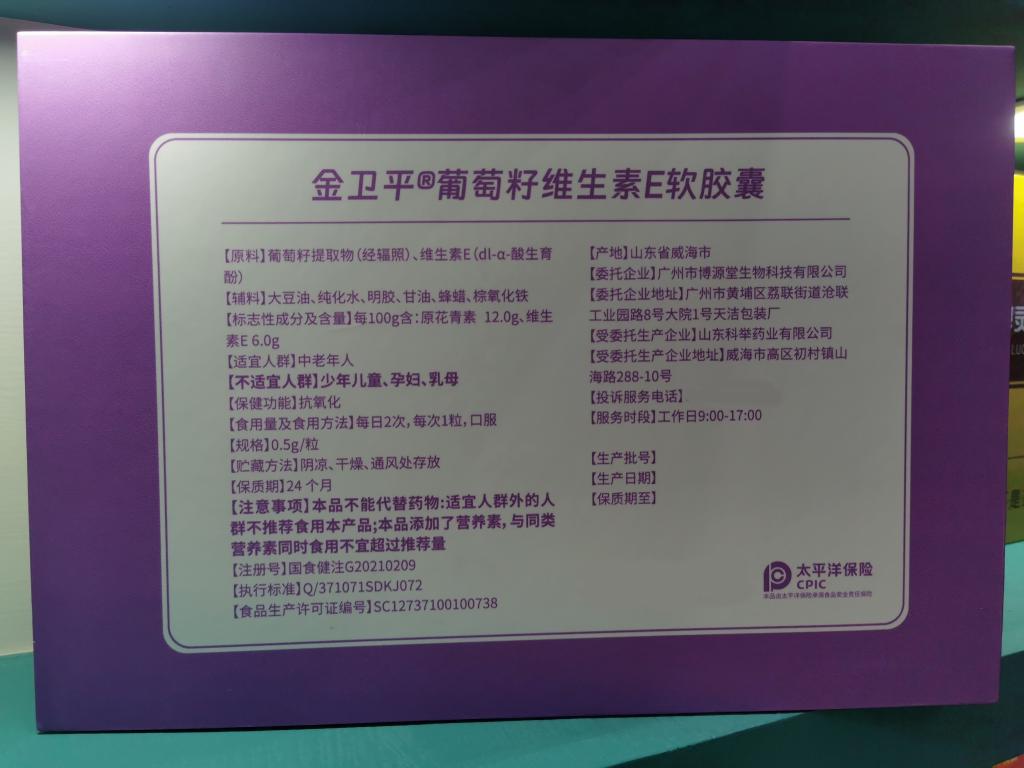 金卫平®葡萄籽维生素E软胶囊
【原料】葡萄籽提取物(经辐照)、维生素E(dl-α-酸生育
酚)
【辅料】大豆油、纯化水、明胶、甘油、蜂蜡、棕氧化铁
【标志性成分及含量】每100g含:原花青素 12.0g、维生
素E 6.0g
【适宜人群】中老年人
【不适宜人群】少年儿童、孕妇、乳母
【保健功能】抗氧化
【食用量及食用方法】每日2次,每次1粒,口服
【规格】0.5g/粒
【贮藏方法】阴凉、干燥、通风处存放
【保质期】24 个月
【注意事项】本品不能代替药物:适宜人群外的人
群不推荐食用本产品;本品添加了营养素,与同类
营养素同时食用不宜超过推荐量
【注册号】国食健注G20210209
【执行标准】Q/371071SDKJ072
【食品生产许可证编号】SC12737100100738
【产地】山东省威海市
【委托企业】广州市博源堂生物科技有限公司
【委托企业地址】广州市黄埔区荔联街道沧联
工业园路8号大院1号天洁包装厂
【受委托生产企业】山东科举药业有限公司
【受委托生产企业地址】威海市高区初村镇山
海路288-10号
【投诉服务电话】
【服务时段】工作日9:00-17:00
【生产批号】
【生产日期】
【保质期至】
太平洋保险
CPIC
本品由太平洋保险承保食品安全责任保险